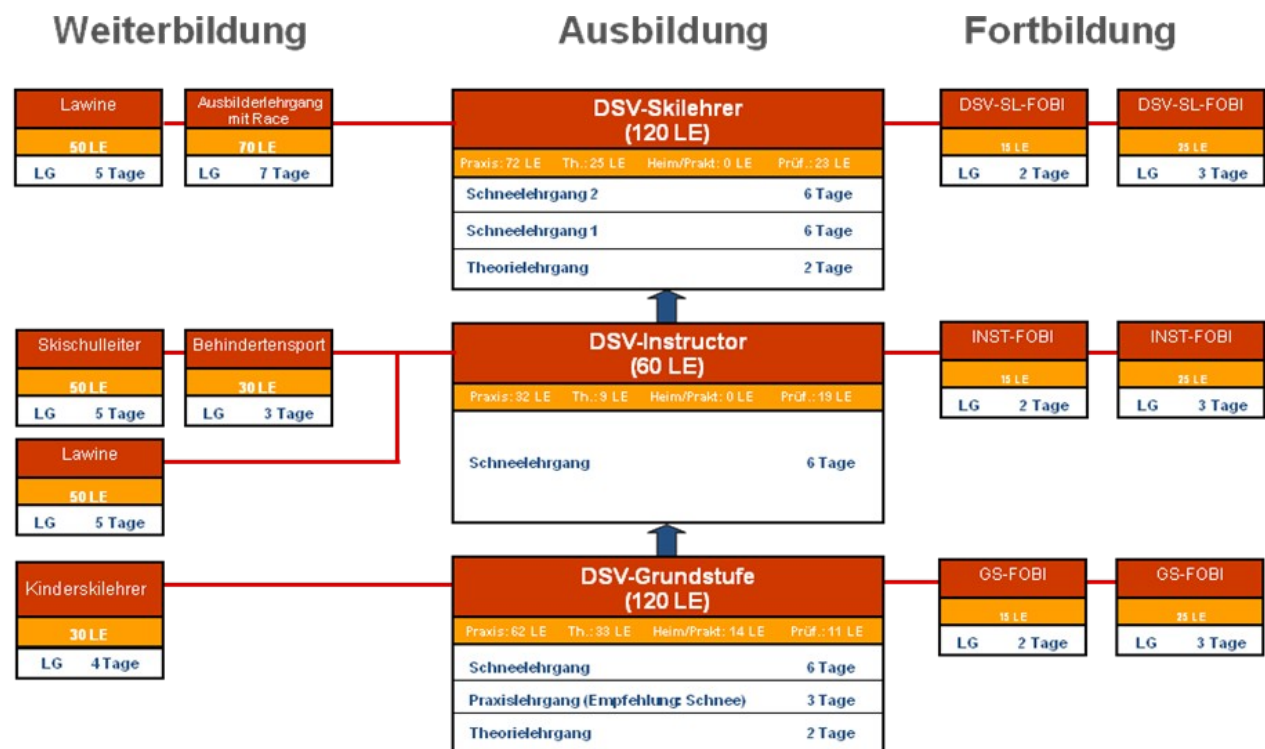 Weiterbildung
Ausbildung
Fortbildung
Lawine
50 LE
LG 5 Tage
Ausbilderlehrgang
mit Race
70 LE
LG 7 Tage
DSV-Skilehrer
(120 LE)
Praxis: 72 LE Th.: 25 LE Heim/Prakt: 0 LE Prüf.: 23 LE
Schneelehrgang 2 6 Tage
Schneelehrgang 1 6 Tage
Theorielehrgang 2 Tage
DSV-SL-FOBI
15 LE
LG 2 Tage
DSV-SL-FOBI
25 LE
LG 3 Tage
Skischulleiter
50 LE
LG 5 Tage
Behindertensport
30 LE
LG 3 Tage
Lawine
50 LE
LG 5 Tage
DSV-Instructor
(60 LE)
Praxis: 32 LE Th.: 9 LE Heim/Prakt: 0 LE Prüf.: 19 LE
Schneelehrgang 6 Tage
INST-FOBI
15 LE
LG 2 Tage
INST-FOBI
25 LE
LG 3 Tage
Kinderskilehrer
30 LE
LG 4 Tage
DSV-Grundstufe
(120 LE)
Praxis: 62 LE Th.: 33 LE Heim/Prakt: 14 LE Prüf.: 11 LE
Schneelehrgang 6 Tage
Praxislehrgang (Empfehlung: Schnee) 3 Tage
Theorielehrgang 2 Tage
GS-FOBI
15 LE
LG 2 Tage
GS-FOBI
25 LE
LG 3 Tage